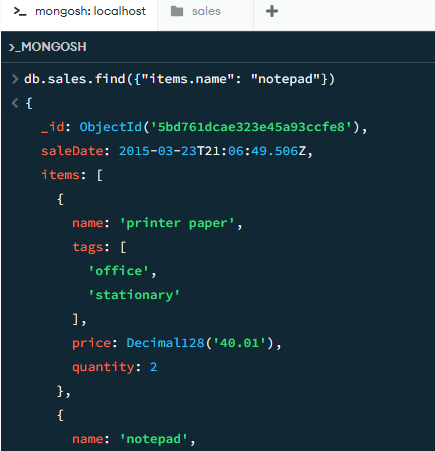 >_ mongosh: localhost
sales
+
>_MONGOSH
> db.sales.find({"items.name": "notepad"})
< {
_id: ObjectId('5bd761dcae323e45a93ccfe8'),
saleDate: 2015-03-23T21:06:49.506Z,
items: [
{
name: 'printer paper',
tags: [
'office',
'stationary'
],
price: Decimal128('40.01'),
quantity: 2
},
{
name: 'notepad',